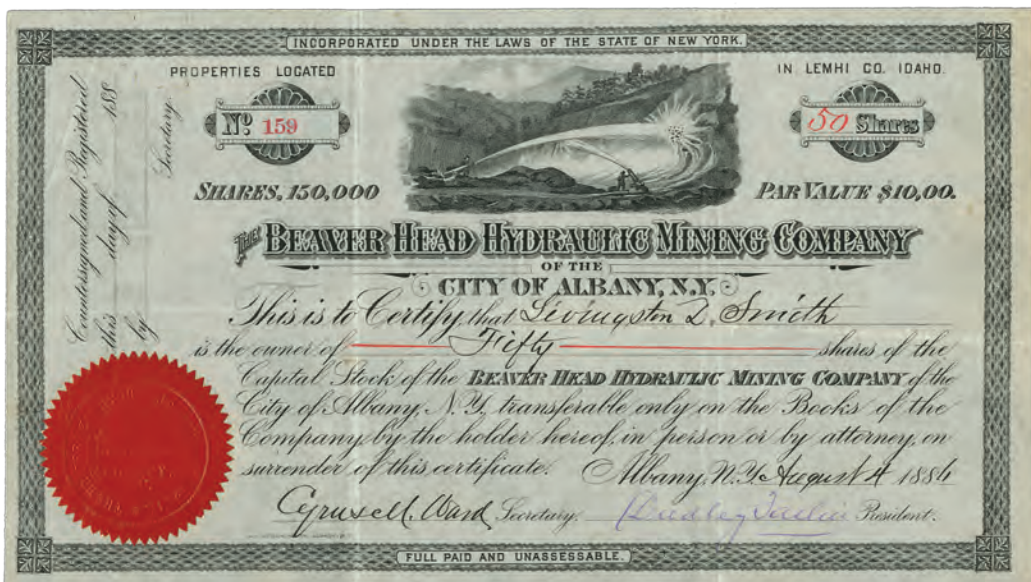 INCORPORATED UNDER THE LAWS OF THE STATE OF NEW YORK.
PROPERTIES LOCATED
IN LEMHI CO. IDAHO.
No 159
50 Shares
SHARES, 150,000
PAR VALUE $10,00.
THE BEAVER HEAD HYDRAULIC MINING COMPANY
OF THE
CITY OF ALBANY, N.Y.
This is to Certify that Livingston D. Smith
is the owner of Fifty shares of the
Capital Stock of the BEAVER HEAD HYDRAULIC MINING COMPANY of the
City of Albany, N.Y. transferable only on the Books of the
Company by the holder hereof, in person or by attorney, on
surrender of this certificate. Albany, N.Y. August 4 1886
Cyrus M. Ward Secretary. Dudley President.
FULL PAID AND UNASSESSABLE.
Countersigned and Registered
this day of 188
by Secretary.